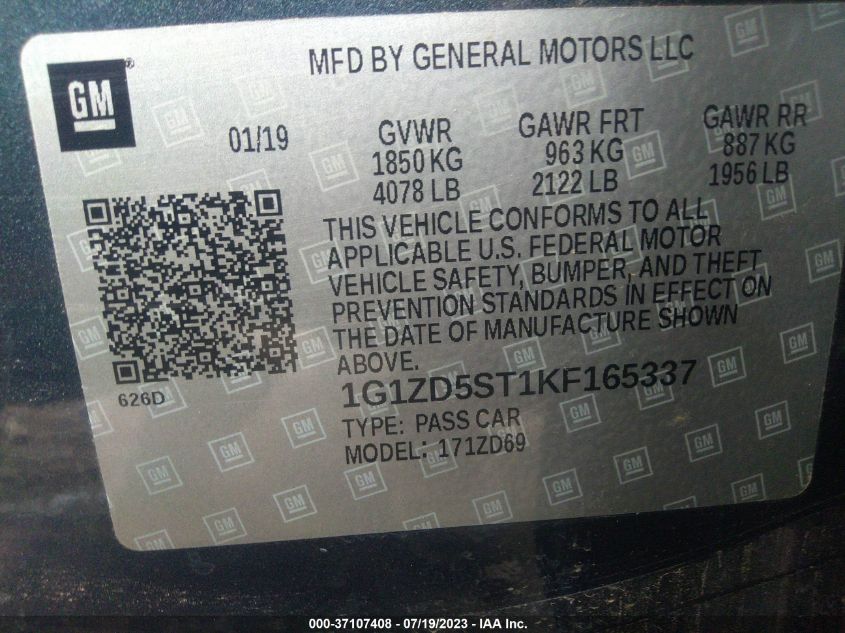 GM®
MFD BY GENERAL MOTORS LLC
01/19
GVWR
1850 KG
4078 LB
GAWR FRT
963 KG
2122 LB
GAWR RR
887 KG
1956 LB
THIS VEHICLE CONFORMS TO ALL
APPLICABLE U.S. FEDERAL MOTOR
VEHICLE SAFETY, BUMPER, AND THEFT
PREVENTION STANDARDS IN EFFECT ON
THE DATE OF MANUFACTURE SHOWN
ABOVE.
626D
1G1ZD5ST1KF165337
TYPE: PASS CAR
MODEL: 171ZD69
000-37107408 - 07/19/2023 - IAA Inc.